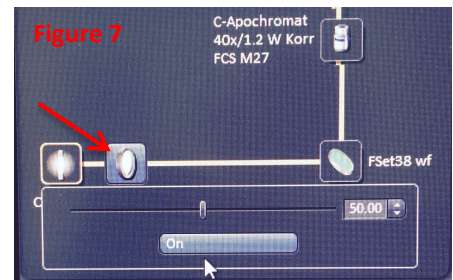 Figure 7
C-Apochromat
40x/1.2 W Korr
FCS M27
FSet38 wf
50.00
On